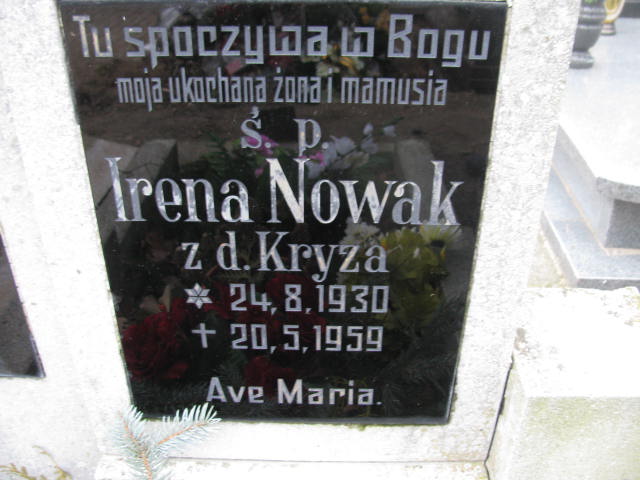 Tu spoczywa w Bogu
moja ukochana żona i mamusia
ś. p.
Irena Nowak
z d. Kryza
* 24,8,1930
† 20,5,1959
Ave Maria.